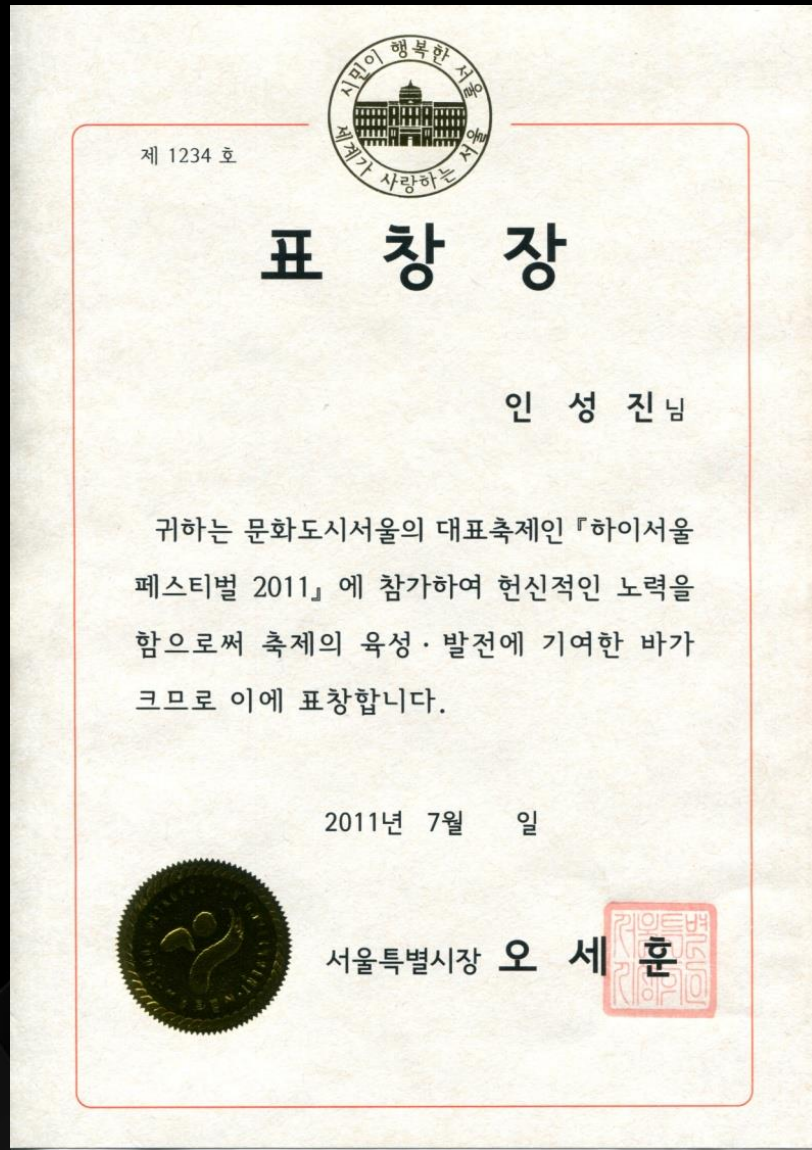 시민이 행복한 서울
세계가 사랑하는 서울
제 1234 호
표 창 장
인 성 진 님
귀하는 문화도시서울의 대표축제인 『하이서울
페스티벌 2011』 에 참가하여 헌신적인 노력을
함으로써 축제의 육성 · 발전에 기여한 바가
크므로 이에 표창합니다.
2011년 7월 일
서울특별시장 오 세 훈